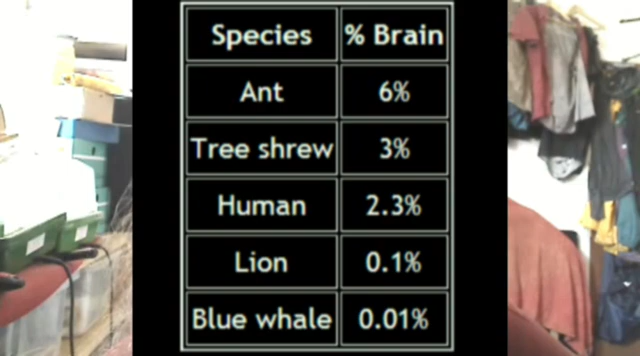 Species % Brain
Ant 6%
Tree shrew 3%
Human 2.3%
Lion 0.1%
Blue whale 0.01%